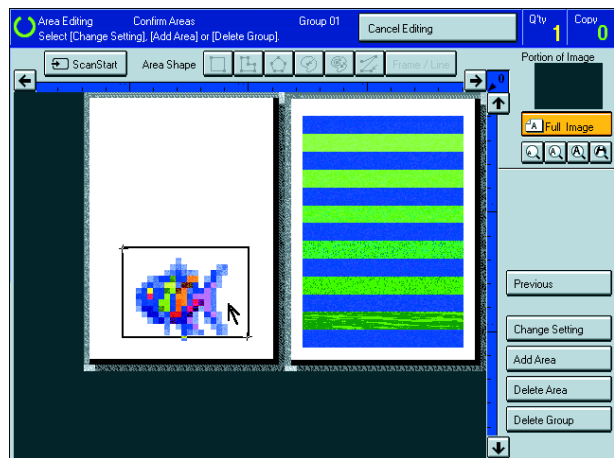 Area Editing Confirm Areas Group 01
Select [Change Setting], [Add Area] or [Delete Group].
Cancel Editing
Q'ty 1
Copy 0
ScanStart
Area Shape
Frame / Line
Portion of Image
0
A Full Image
A A A A
Previous
Change Setting
Add Area
Delete Area
Delete Group